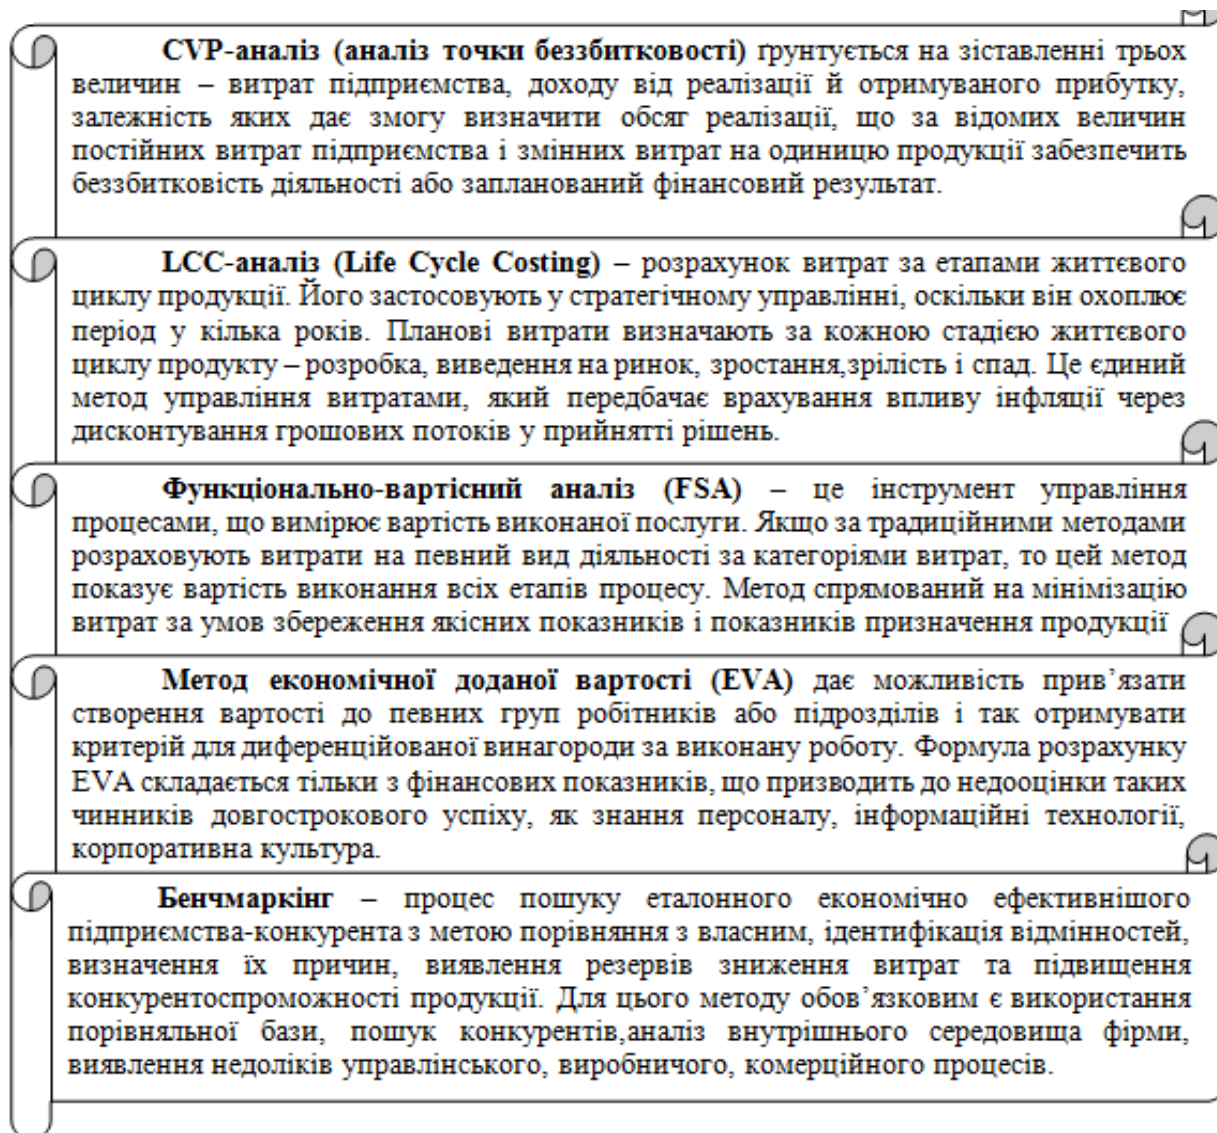 CVP-аналіз (аналіз точки беззбитковості) ґрунтується на зіставленні трьох
величин – витрат підприємства, доходу від реалізації й отримуваного прибутку,
залежність яких дає змогу визначити обсяг реалізації, що за відомих величин
постійних витрат підприємства і змінних витрат на одиницю продукції забезпечить
беззбитковість діяльності або запланований фінансовий результат.
LCC-аналіз (Life Cycle Costing) – розрахунок витрат за етапами життєвого
циклу продукції. Його застосовують у стратегічному управлінні, оскільки він охоплює
період у кілька років. Планові витрати визначають за кожною стадією життєвого
циклу продукту – розробка, виведення на ринок, зростання,зрілість і спад. Це єдиний
метод управління витратами, який передбачає врахування впливу інфляції через
дисконтування грошових потоків у прийнятті рішень.
Функціонально-вартісний аналіз (FSA) – це інструмент управління
процесами, що вимірює вартість виконаної послуги. Якщо за традиційними методами
розраховують витрати на певний вид діяльності за категоріями витрат, то цей метод
показує вартість виконання всіх етапів процесу. Метод спрямований на мінімізацію
витрат за умов збереження якісних показників і показників призначення продукції
Метод економічної доданої вартості (EVA) дає можливість прив’язати
створення вартості до певних груп робітників або підрозділів і так отримувати
критерій для диференційованої винагороди за виконану роботу. Формула розрахунку
EVA складається тільки з фінансових показників, що призводить до недооцінки таких
чинників довгострокового успіху, як знання персоналу, інформаційні технології,
корпоративна культура.
Бенчмаркінг – процес пошуку еталонного економічно ефективнішого
підприємства-конкурента з метою порівняння з власним, ідентифікація відмінностей,
визначення їх причин, виявлення резервів зниження витрат та підвищення
конкурентоспроможності продукції. Для цього методу обов’язковим є використання
порівняльної бази, пошук конкурентів,аналіз внутрішнього середовища фірми,
виявлення недоліків управлінського, виробничого, комерційного процесів.